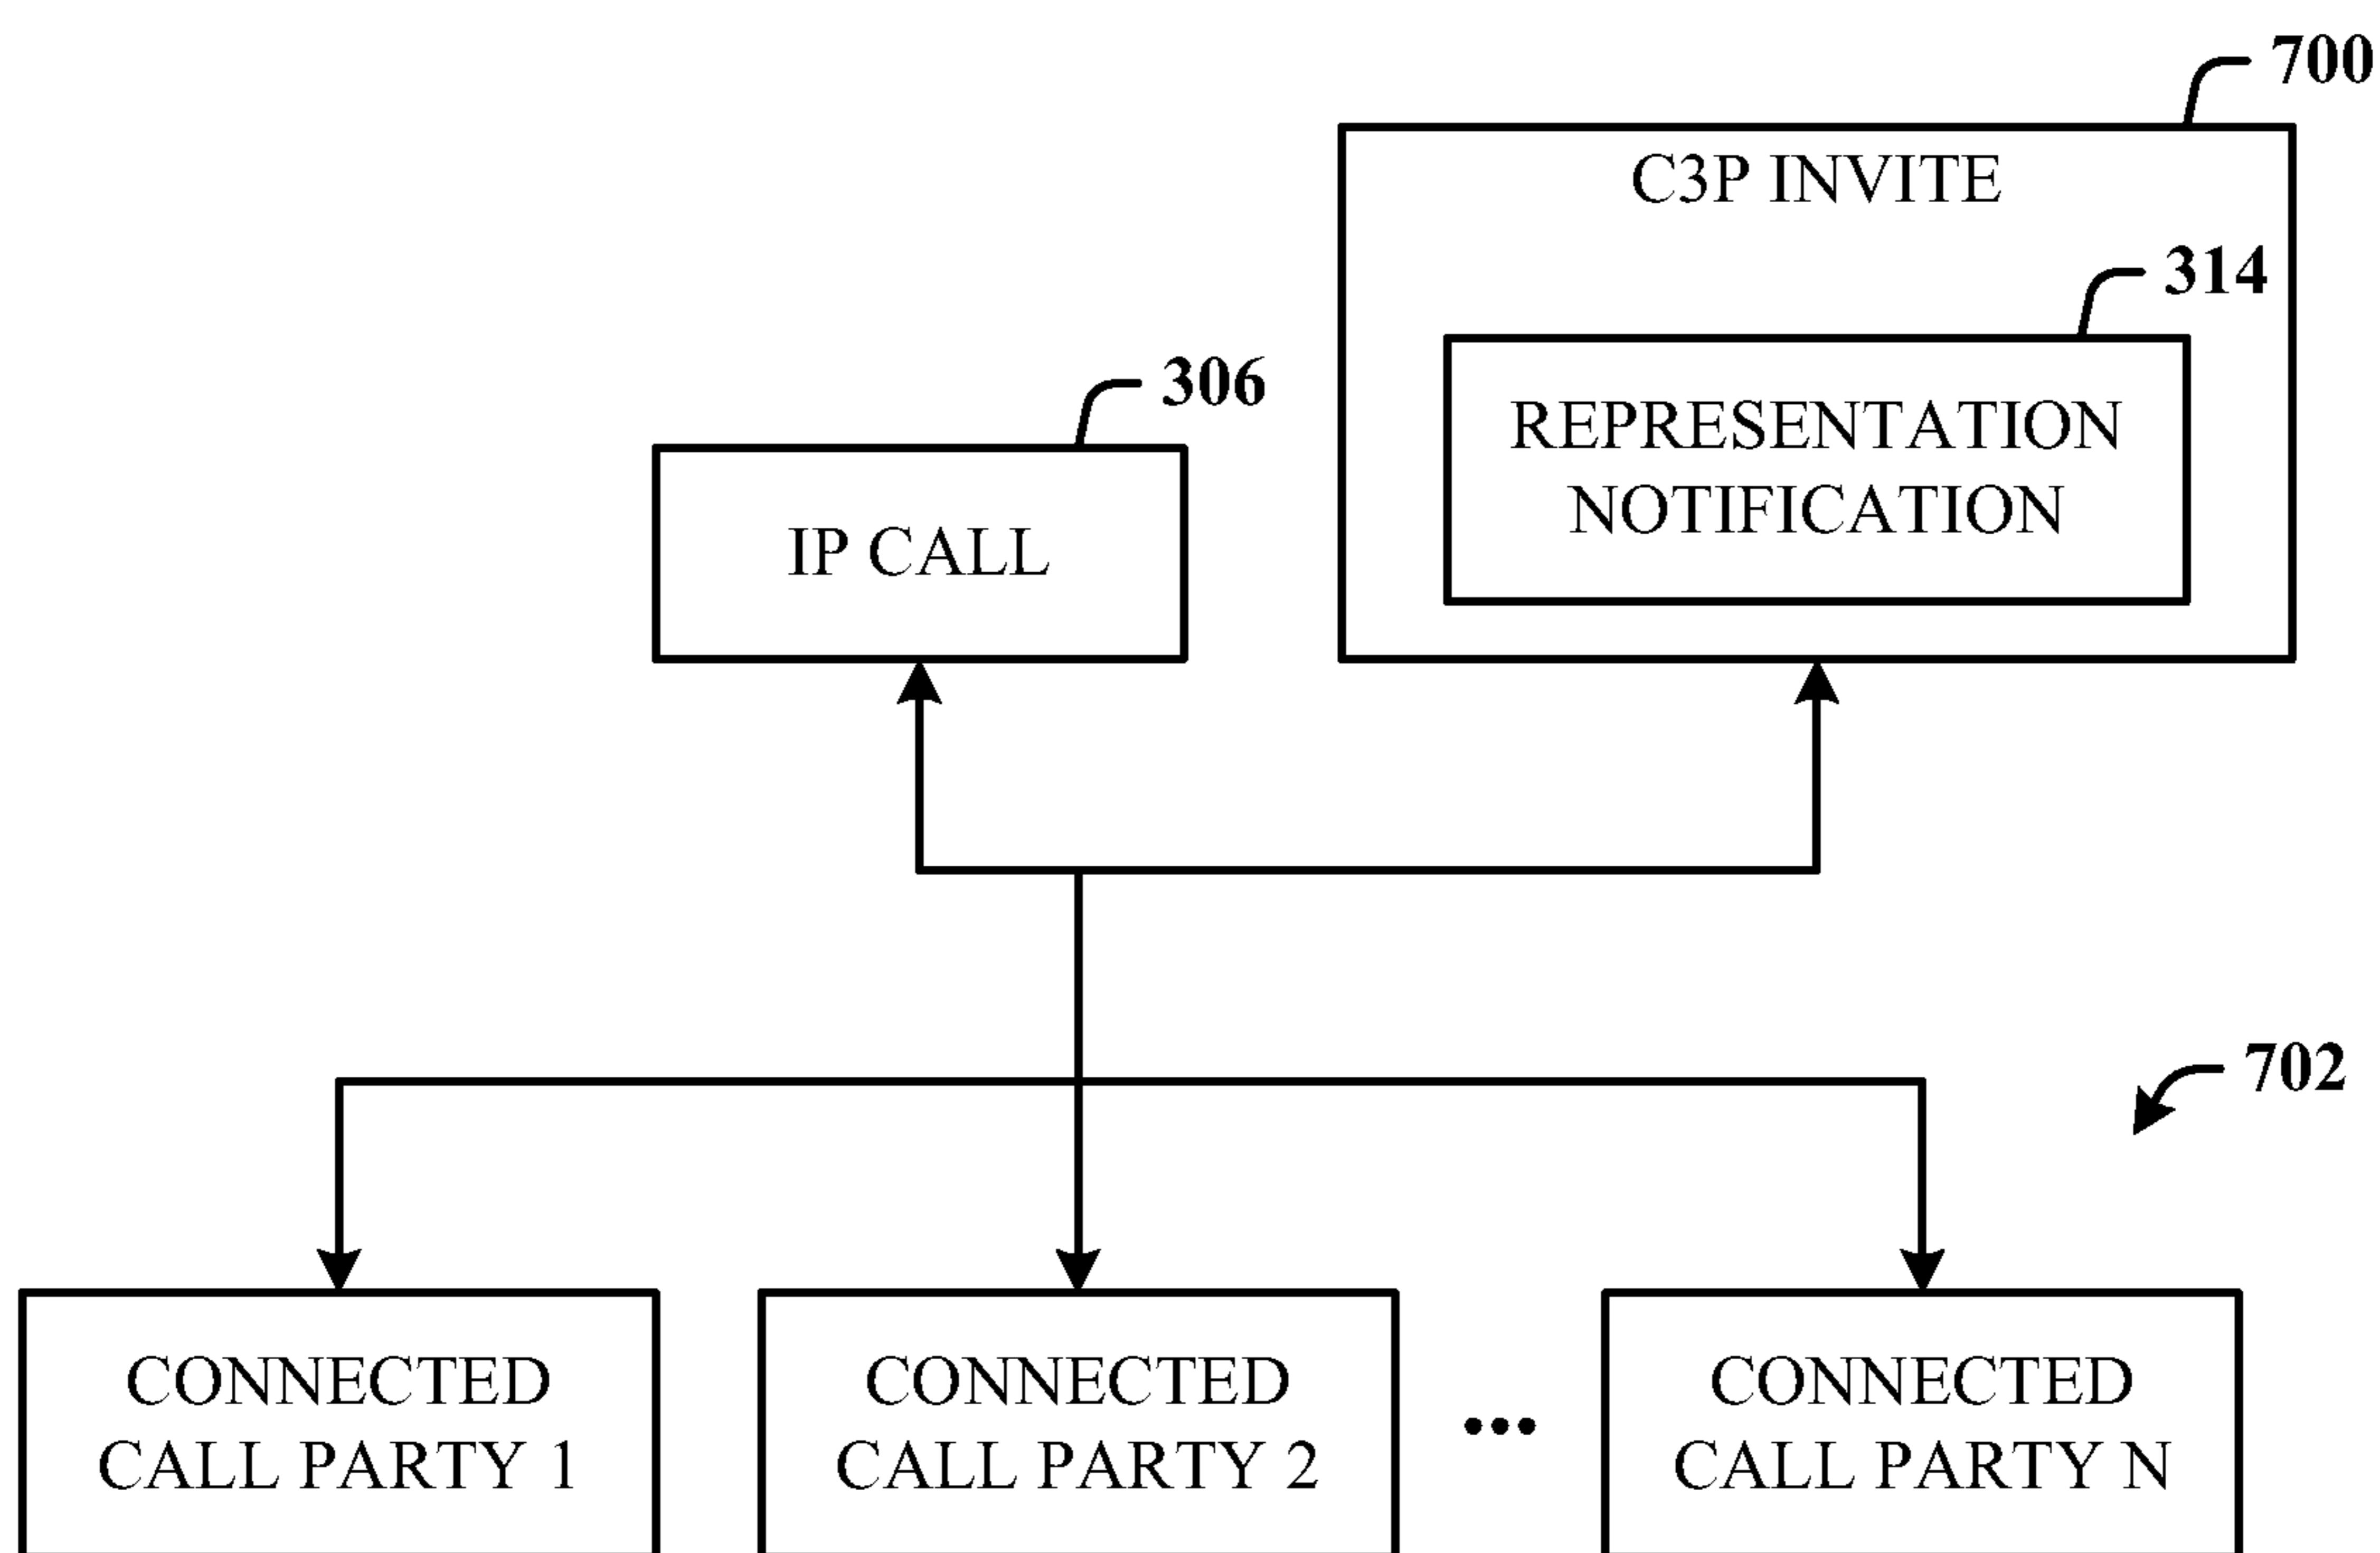 700
C3P INVITE
314
REPRESENTATION
NOTIFICATION
306
IP CALL
702
CONNECTED
CALL PARTY 1
CONNECTED
CALL PARTY 2
...
CONNECTED
CALL PARTY N